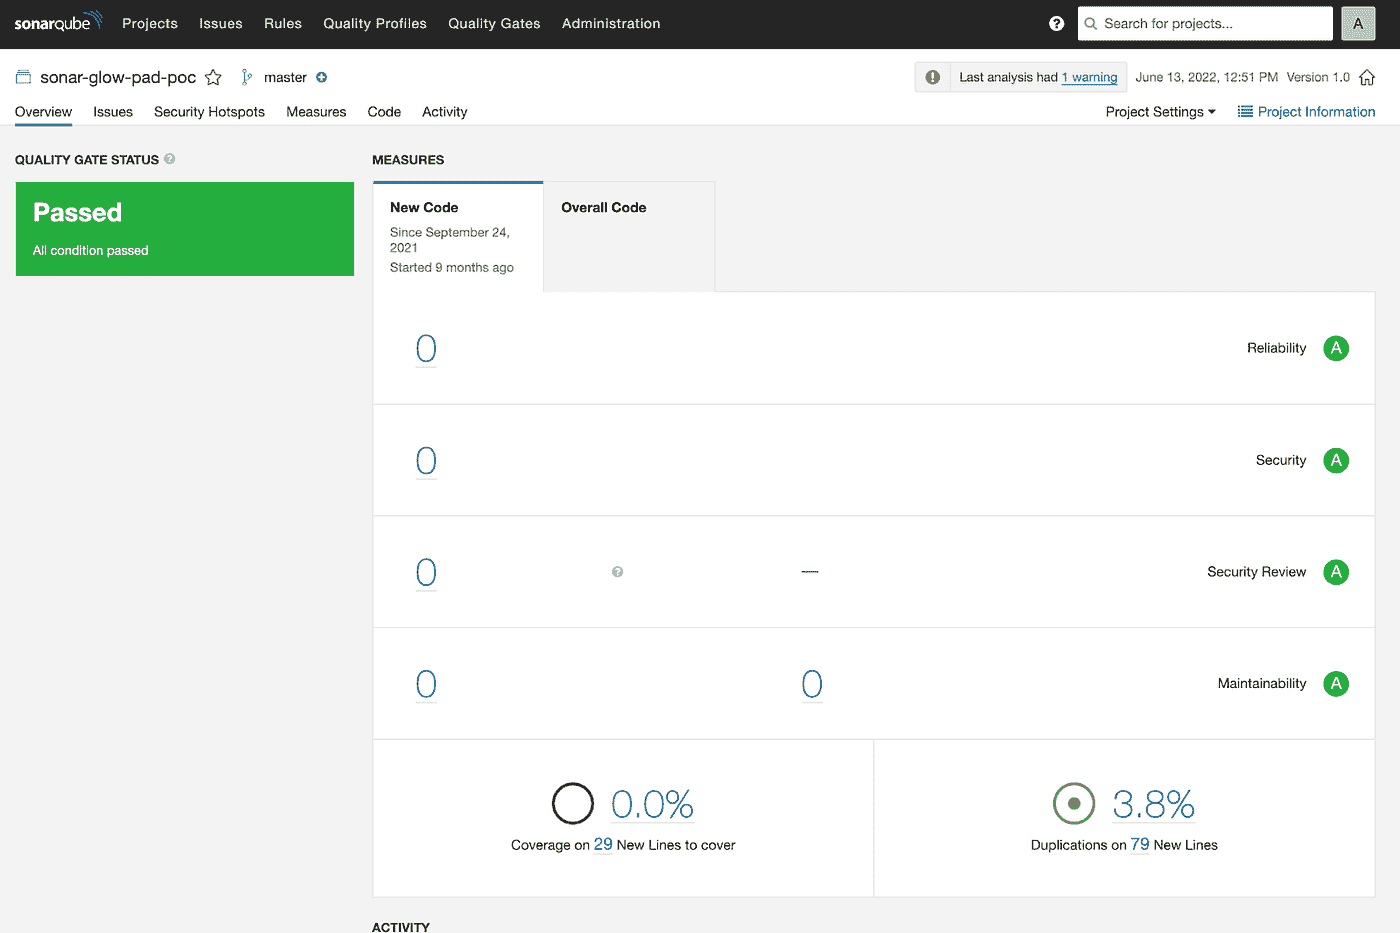 sonarqube Projects Issues Rules Quality Profiles Quality Gates Administration ? Search for projects... A
sonar-glow-pad-poc master Last analysis had 1 warning June 13, 2022, 12:51 PM Version 1.0
Overview Issues Security Hotspots Measures Code Activity Project Settings Project Information
QUALITY GATE STATUS ? MEASURES
Passed
All condition passed
New Code
Since September 24,
2021
Started 9 months ago
Overall Code
0 Reliability A
0 Security A
0 ? — Security Review A
0 0 Maintainability A
0.0%
Coverage on 29 New Lines to cover
3.8%
Duplications on 79 New Lines
ACTIVITY